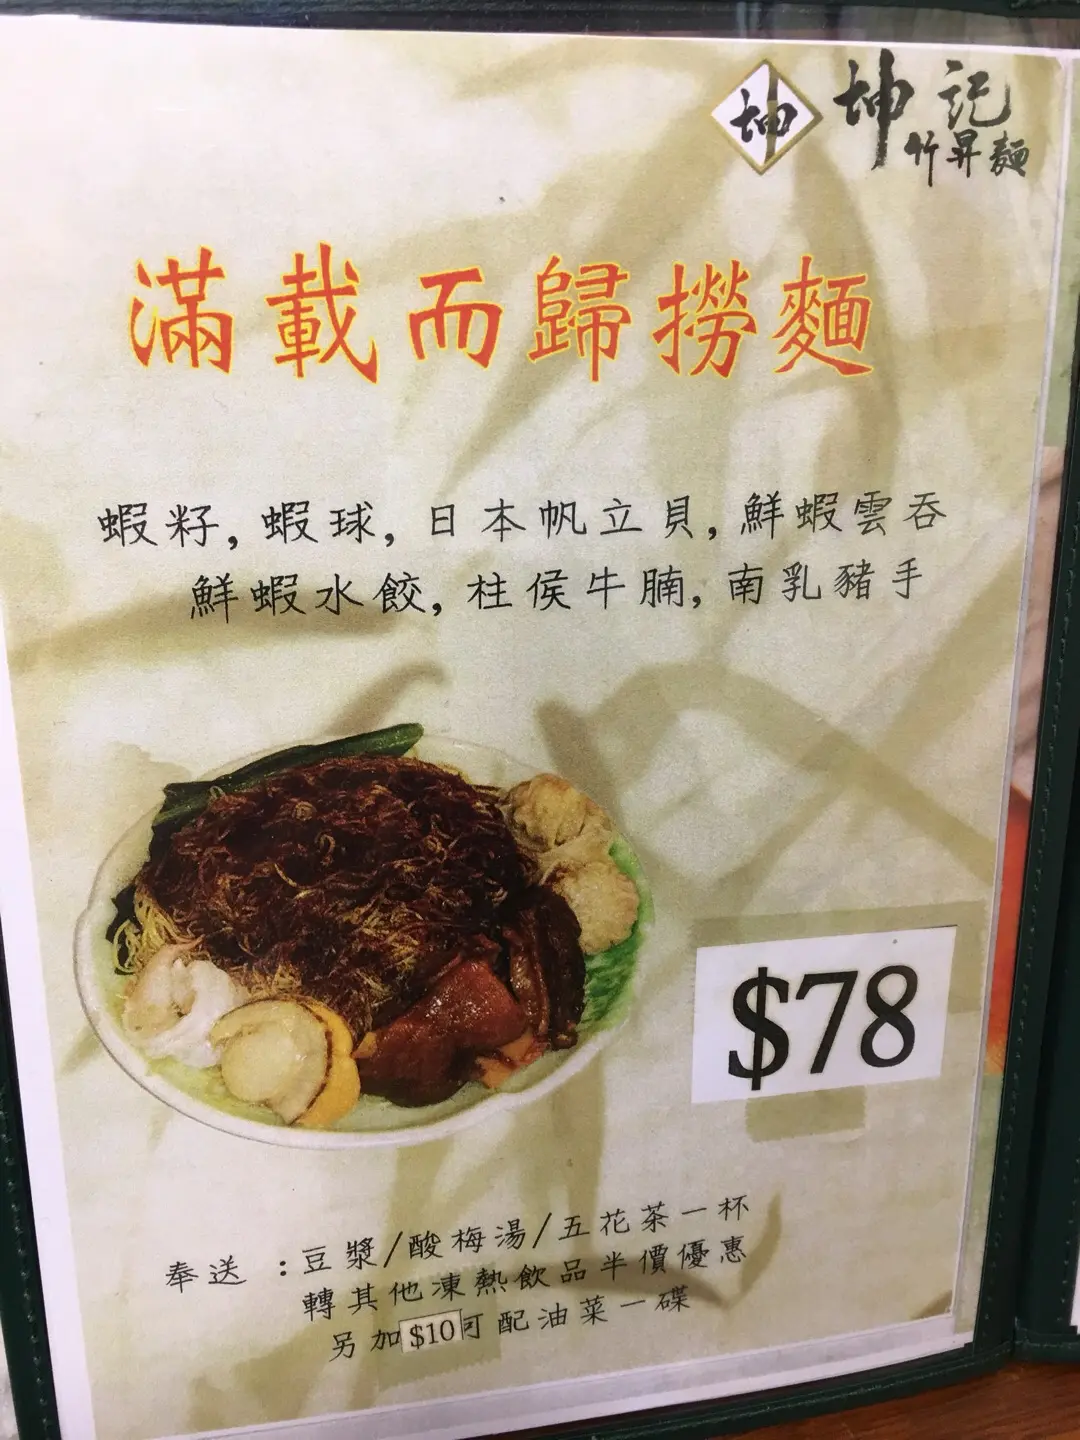 坤 坤記
竹昇麵
滿載而歸撈麵
蝦籽, 蝦球, 日本帆立貝, 鮮蝦雲吞
鮮蝦水餃, 柱侯牛腩, 南乳豬手
$78
奉送 : 豆漿/酸梅湯/五花茶一杯
轉其他凍熱飲品半價優惠
另加$10可配油菜一碟